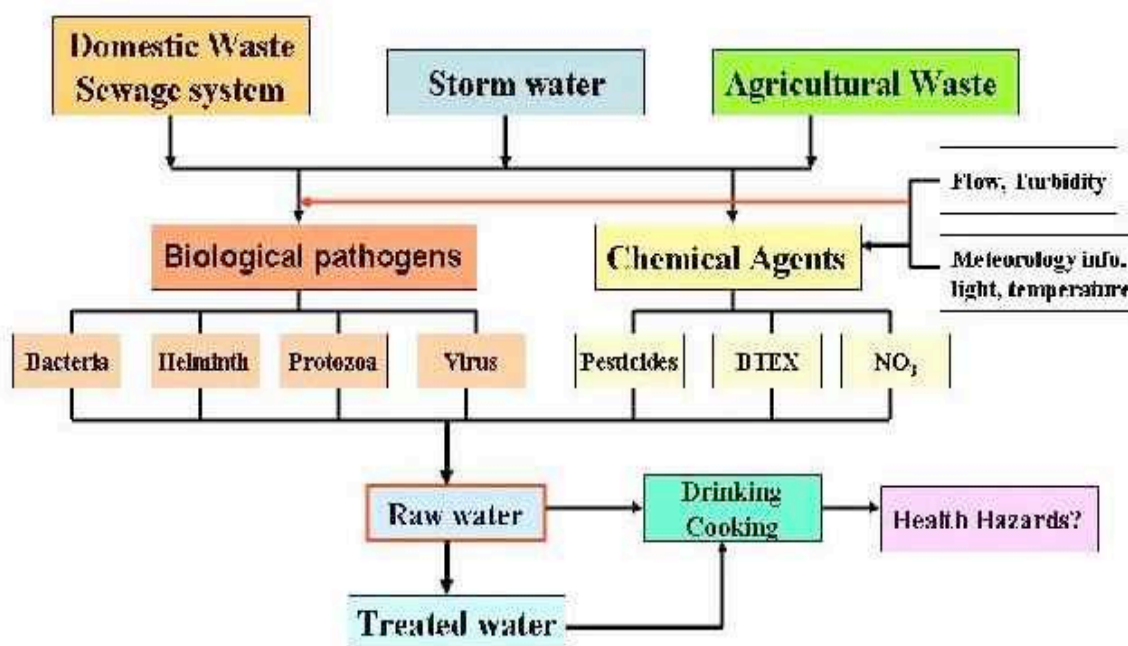 Domestic Waste
Sewage system
Storm water
Agricultural Waste
Flow, Turbidity
Biological pathogens
Chemical Agents
Meteorology info.
light, temperature
Bacteria
Helminth
Protozoa
Virus
Pesticides
BTEX
NO₃
Raw water
Drinking
Cooking
Health Hazards?
Treated water